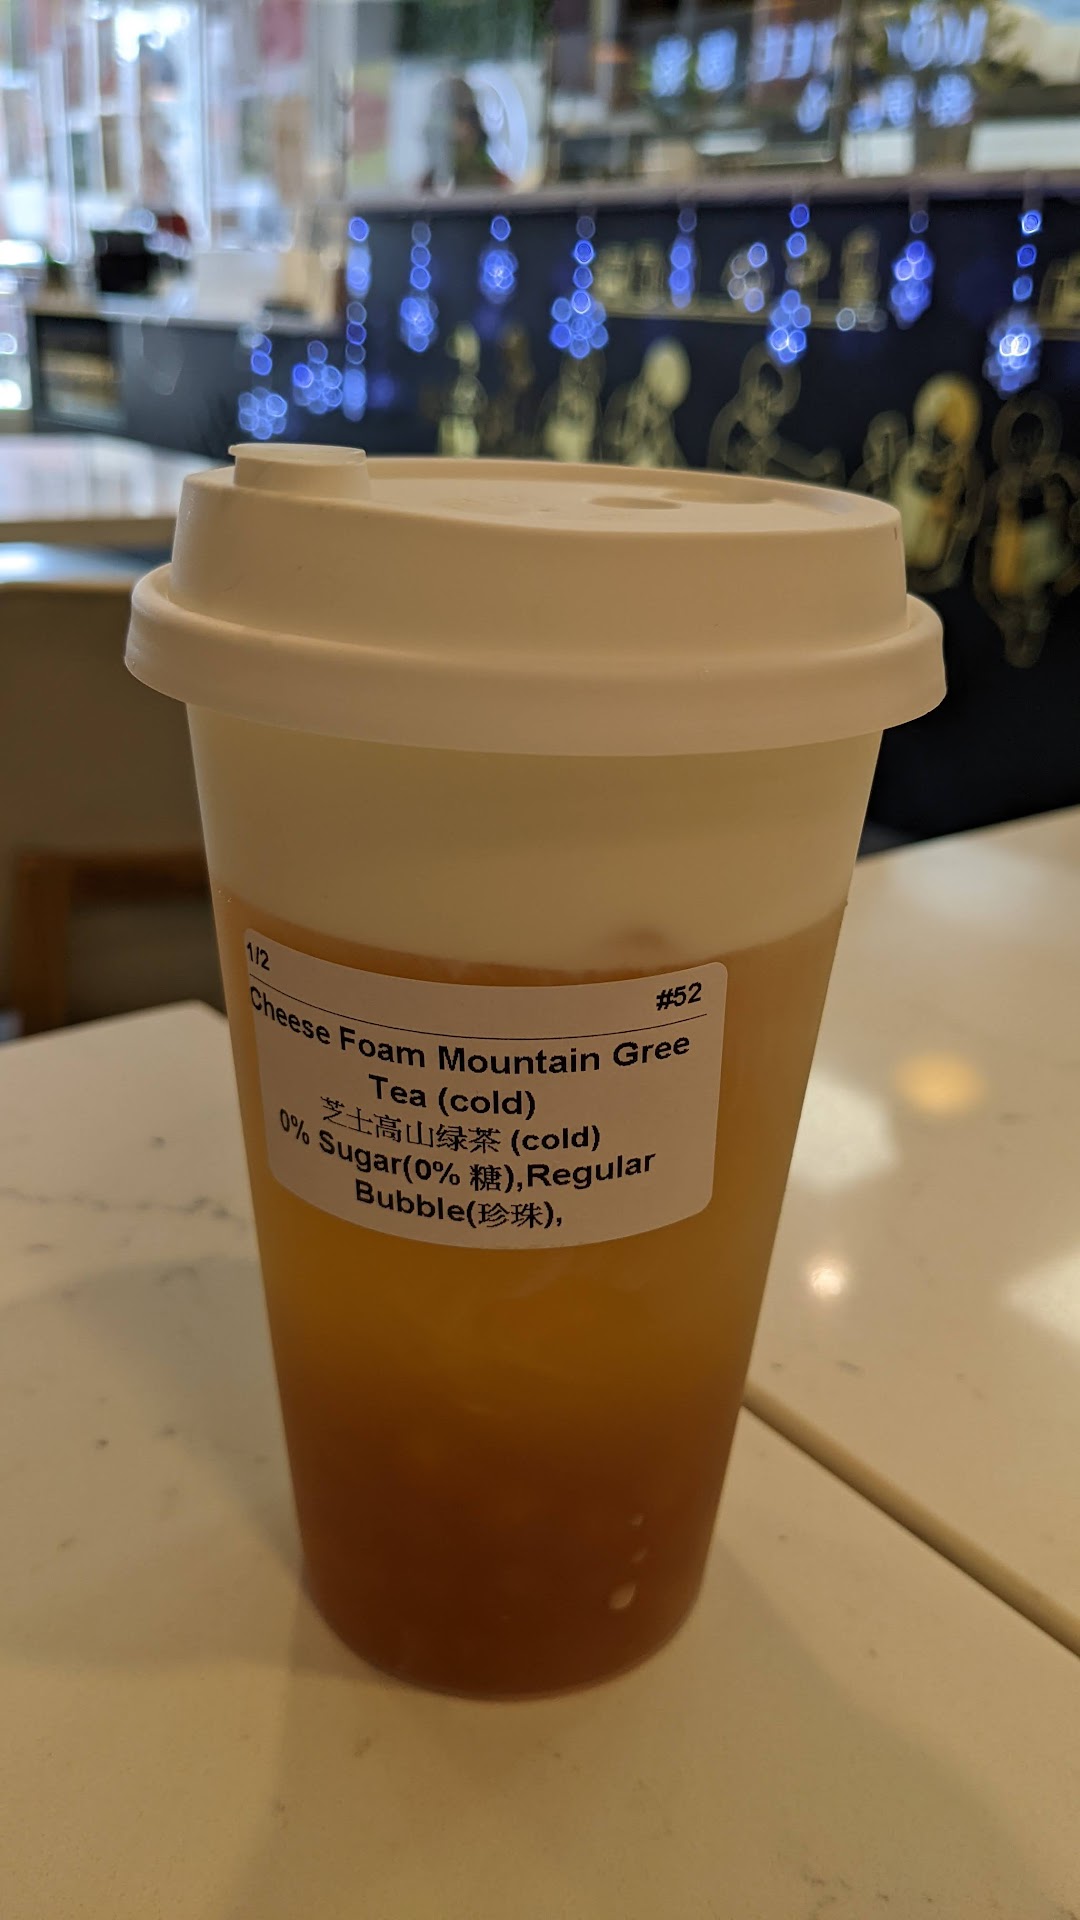 1/2
#52
Cheese Foam Mountain Gree
Tea (cold)
芝士高山绿茶 (cold)
0% Sugar(0% 糖),Regular
Bubble(珍珠),